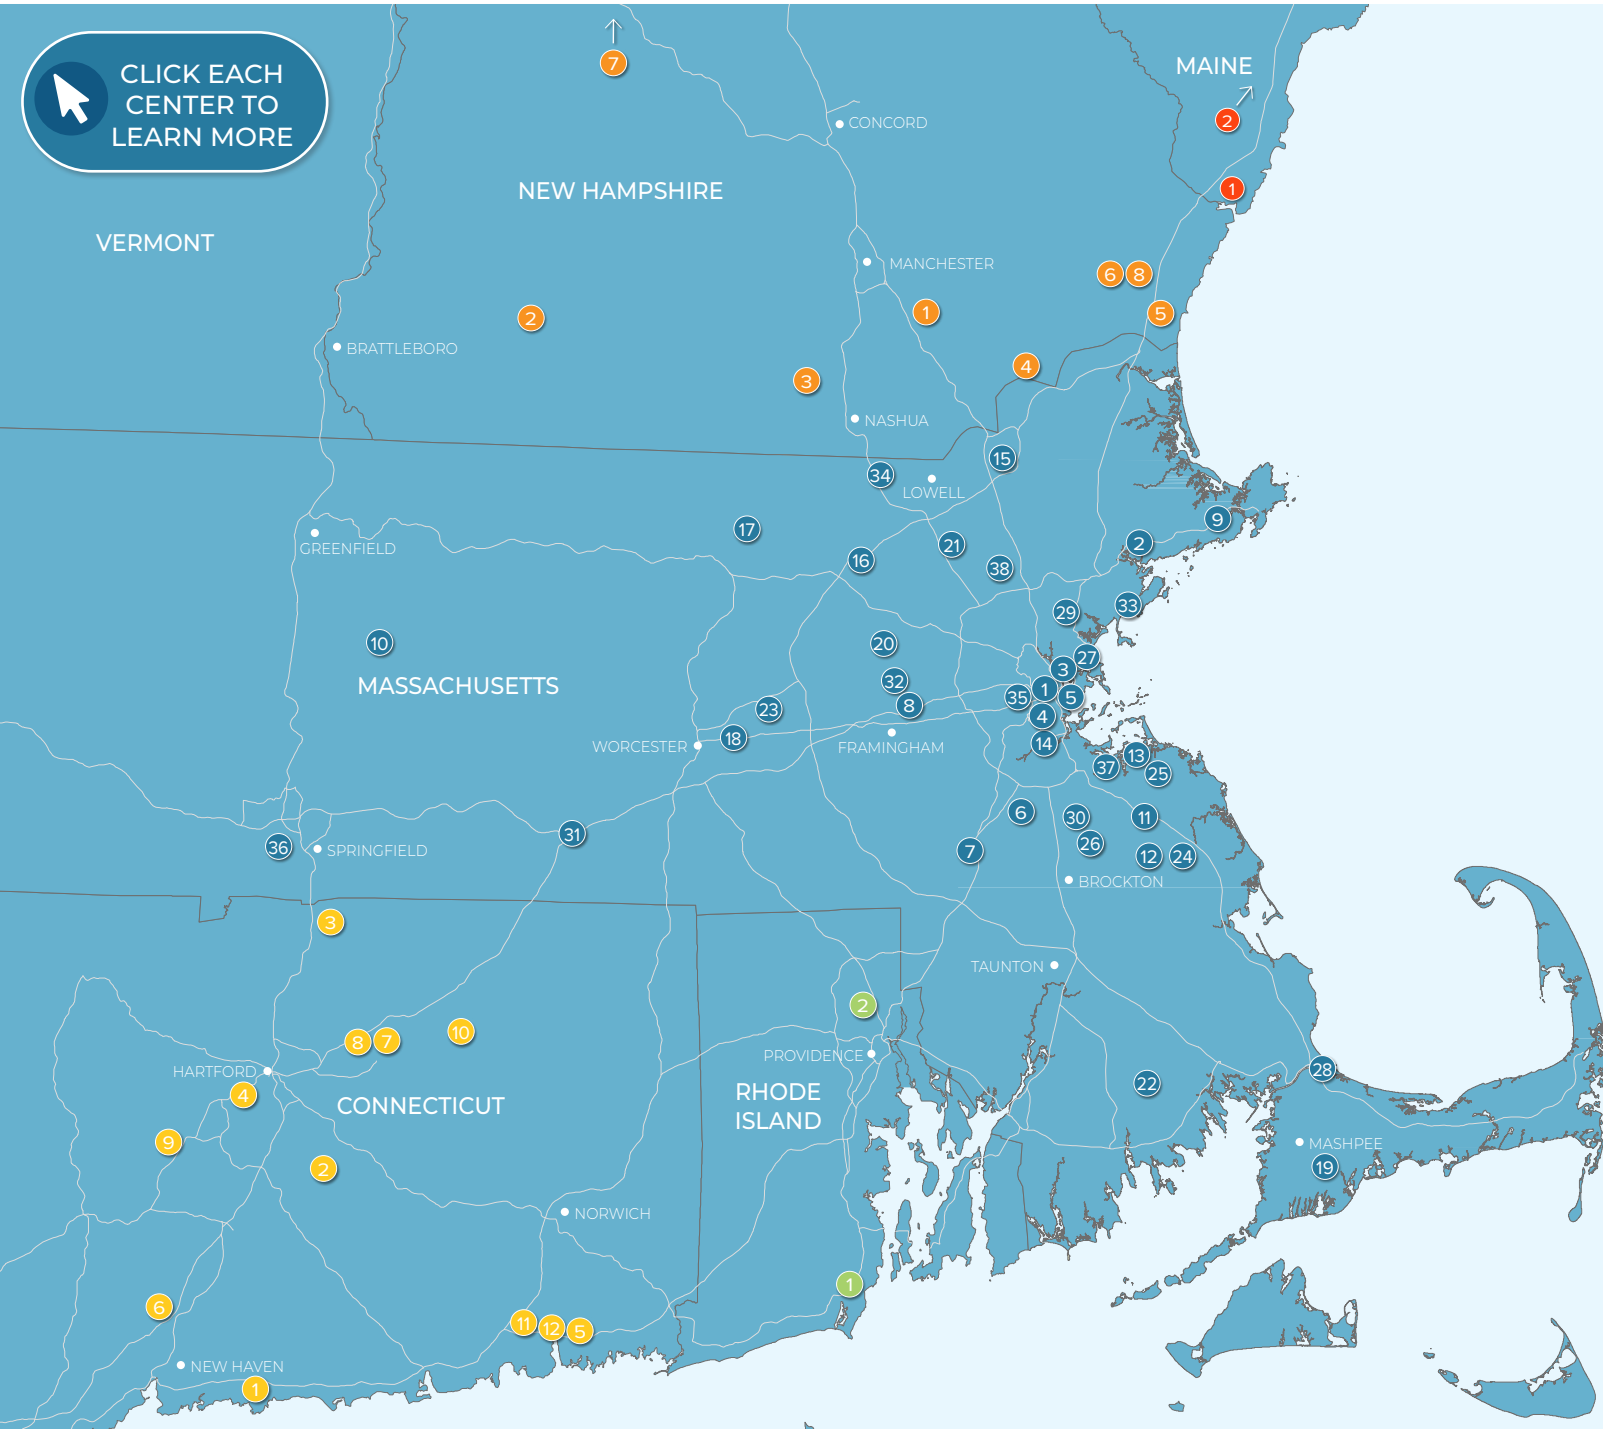 CLICK EACH
CENTER TO
LEARN MORE
7
MAINE
2
CONCORD
1
NEW HAMPSHIRE
VERMONT
MANCHESTER
6
8
1
5
2
BRATTLEBORO
4
3
NASHUA
15
34
LOWELL
9
17
2
21
GREENFIELD
16
38
33
29
10
20
27
3
MASSACHUSETTS
32
1
35
5
8
23
4
18
WORCESTER
FRAMINGHAM
14
13
37
25
6
30
11
31
26
36
SPRINGFIELD
7
12
24
BROCKTON
3
TAUNTON
2
10
8
7
PROVIDENCE
HARTFORD
28
22
4
RHODE
ISLAND
CONNECTICUT
9
MASHPEE
2
19
NORWICH
1
6
11
12
5
NEW HAVEN
1